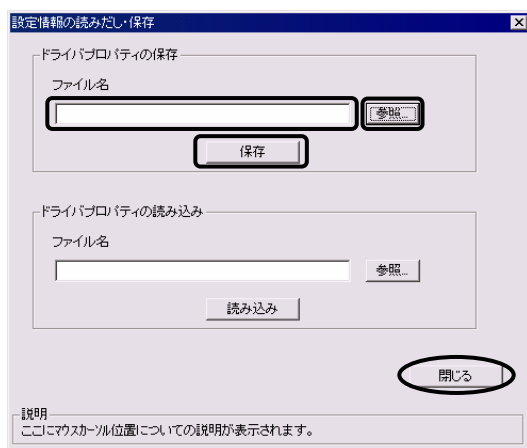 設定情報の読みだし・保存
ドライバプロパティの保存
ファイル名
参照...
保存
ドライバプロパティの読み込み
ファイル名
参照...
読み込み
閉じる
説明
ここにマウスカーソル位置についての説明が表示されます。